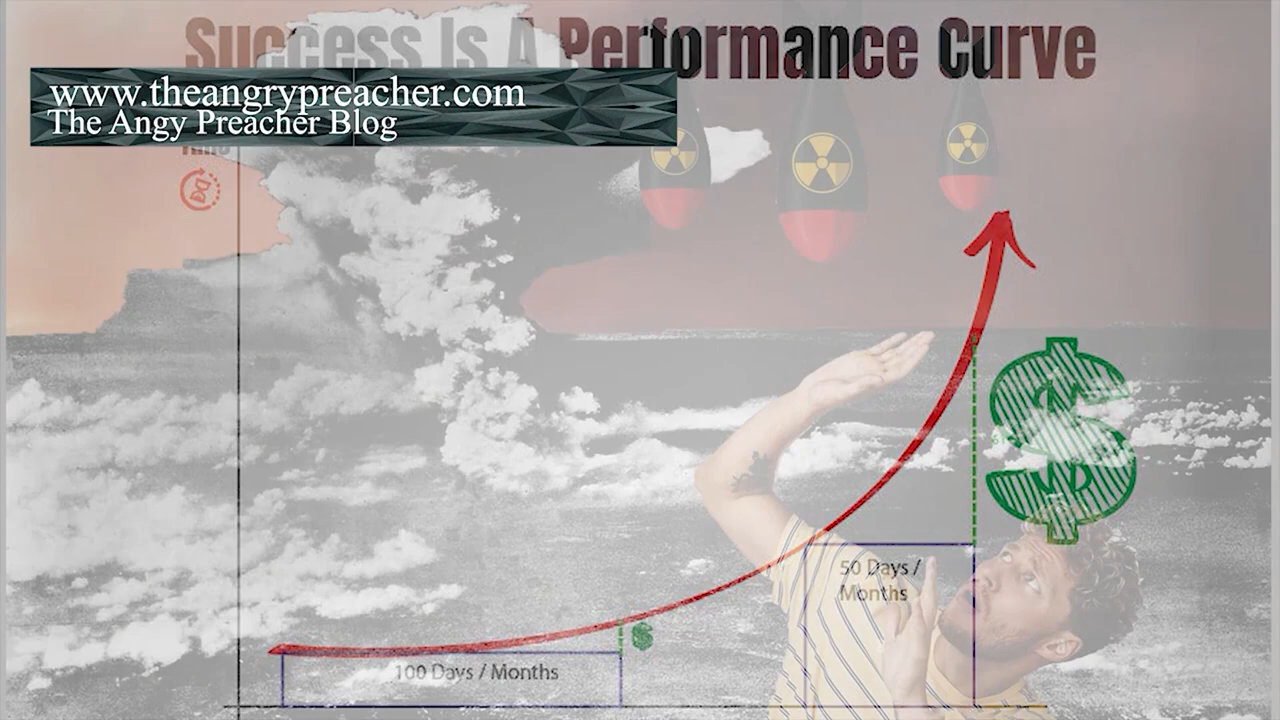 Success Is A Performance Curve
www.theangrypreacher.com
The Angy Preacher Blog
$
50 Days /
Months
$
100 Days / Months